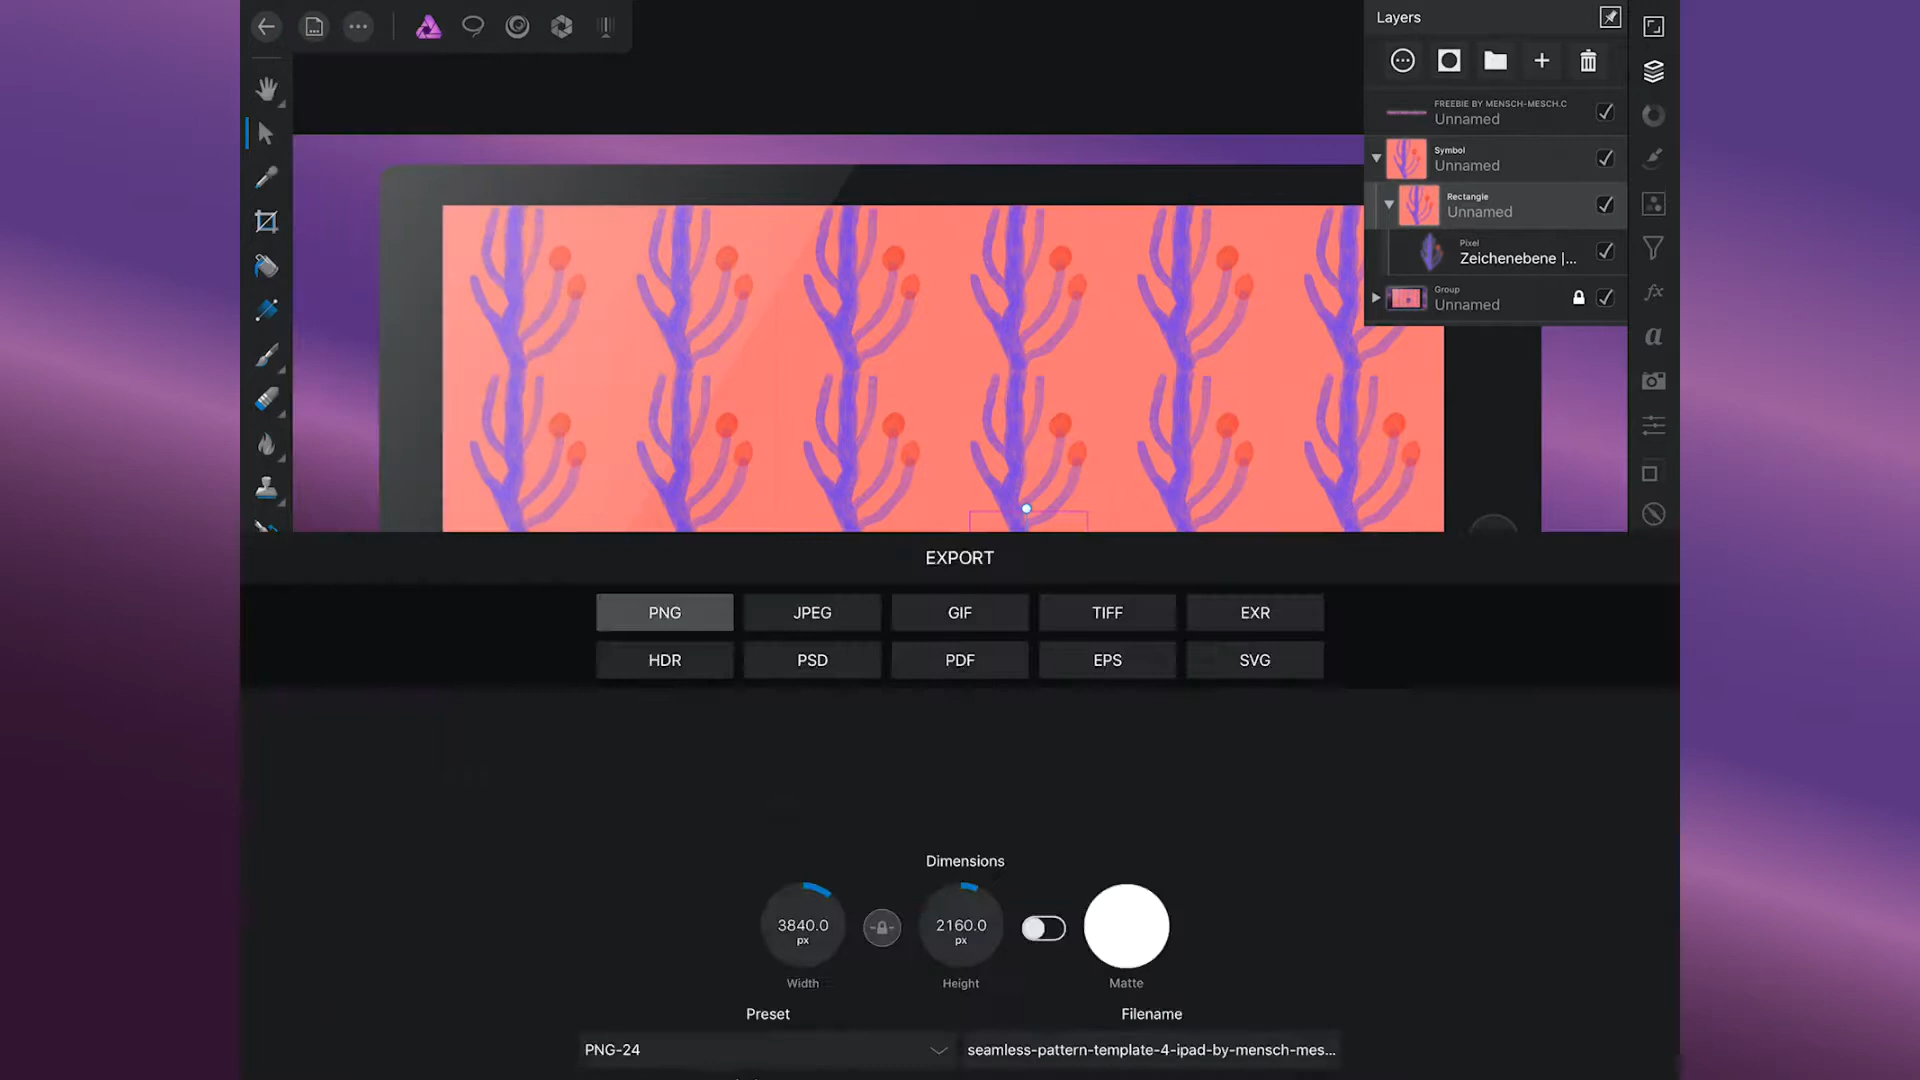 Layers
FREEBIE BY MENSCH-MESCH.C
Unnamed
Symbol
Unnamed
Rectangle
Unnamed
Pixel
Zeichenebene |...
Group
Unnamed
fx
a
EXPORT
PNG JPEG GIF TIFF EXR
HDR PSD PDF EPS SVG
Dimensions
3840.0 px
2160.0 px
Width Height Matte
Preset Filename
PNG-24 seamless-pattern-template-4-ipad-by-mensch-mes...